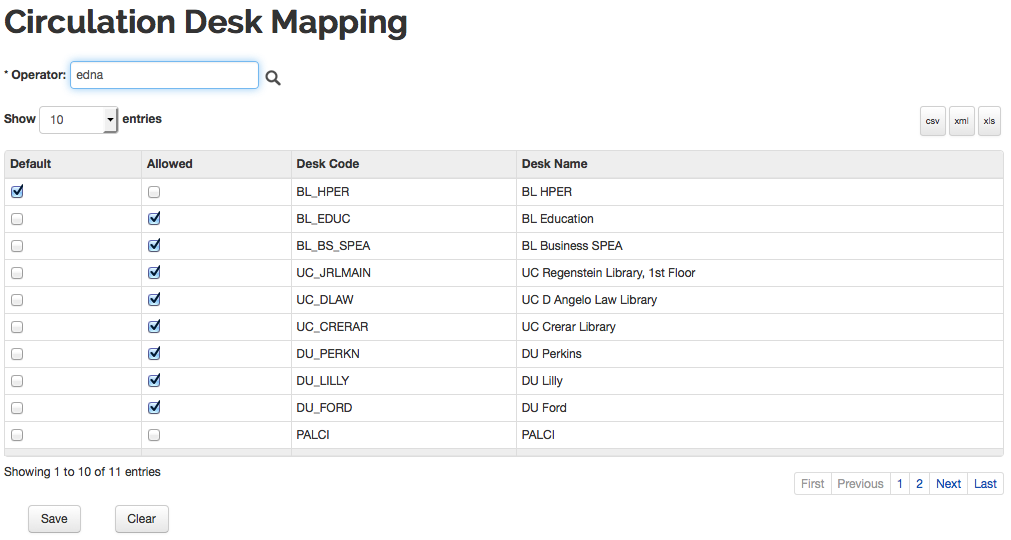 Circulation Desk Mapping
* Operator: edna
Show 10 entries csv xml xls
Default Allowed Desk Code Desk Name
BL_HPER BL HPER
BL_EDUC BL Education
BL_BS_SPEA BL Business SPEA
UC_JRLMAIN UC Regenstein Library, 1st Floor
UC_DLAW UC D Angelo Law Library
UC_CRERAR UC Crerar Library
DU_PERKN DU Perkins
DU_LILLY DU Lilly
DU_FORD DU Ford
PALCI PALCI
Showing 1 to 10 of 11 entries
First Previous 1 2 Next Last
Save Clear